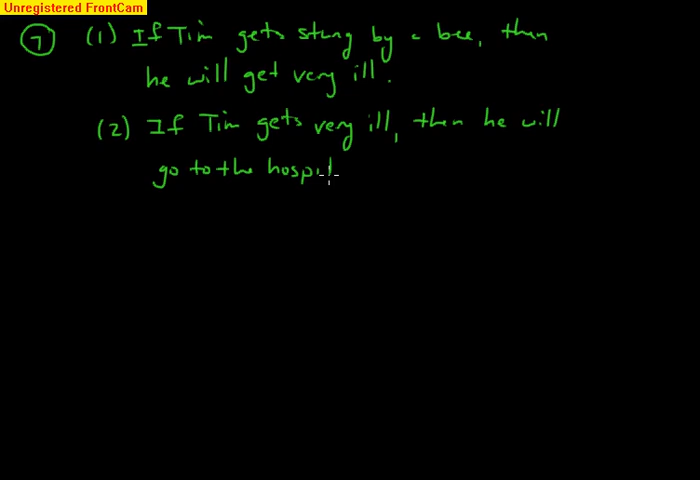 Unregistered FrontCam
7 (1) If Tim gets stung by a bee, then
he will get very ill.
(2) If Tim gets very ill, then he will
go to the hospit